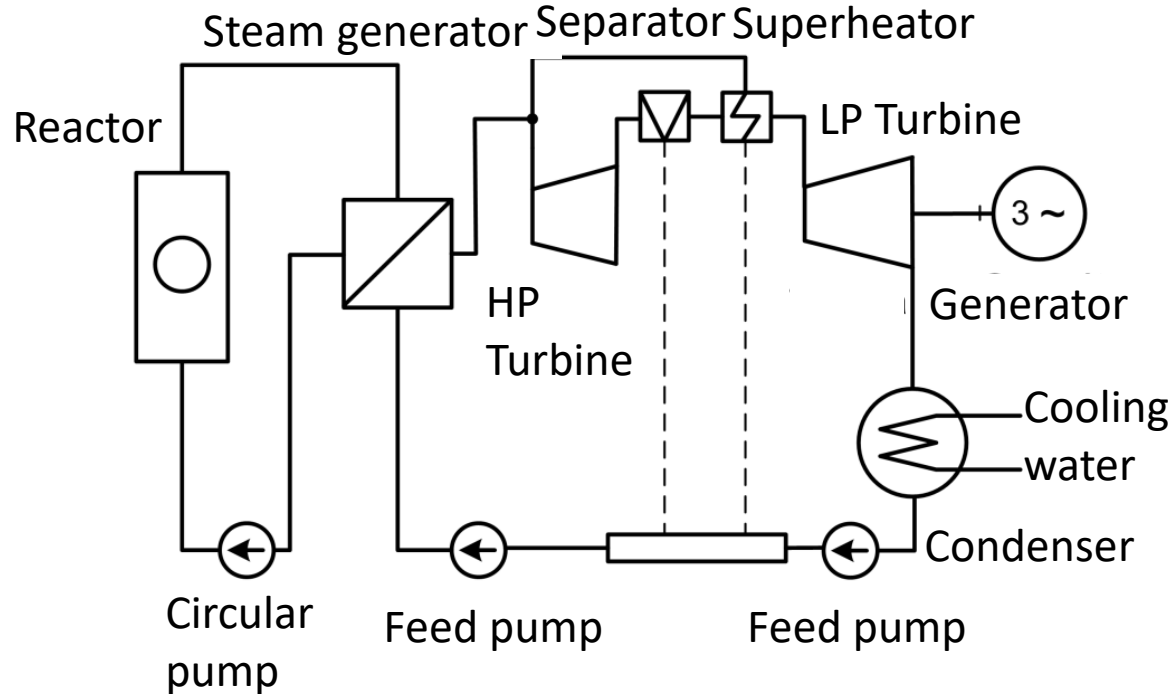 Steam generator
Separator
Superheator
Reactor
LP Turbine
3 ~
HP
Turbine
Generator
Cooling
water
Condenser
Circular
pump
Feed pump
Feed pump